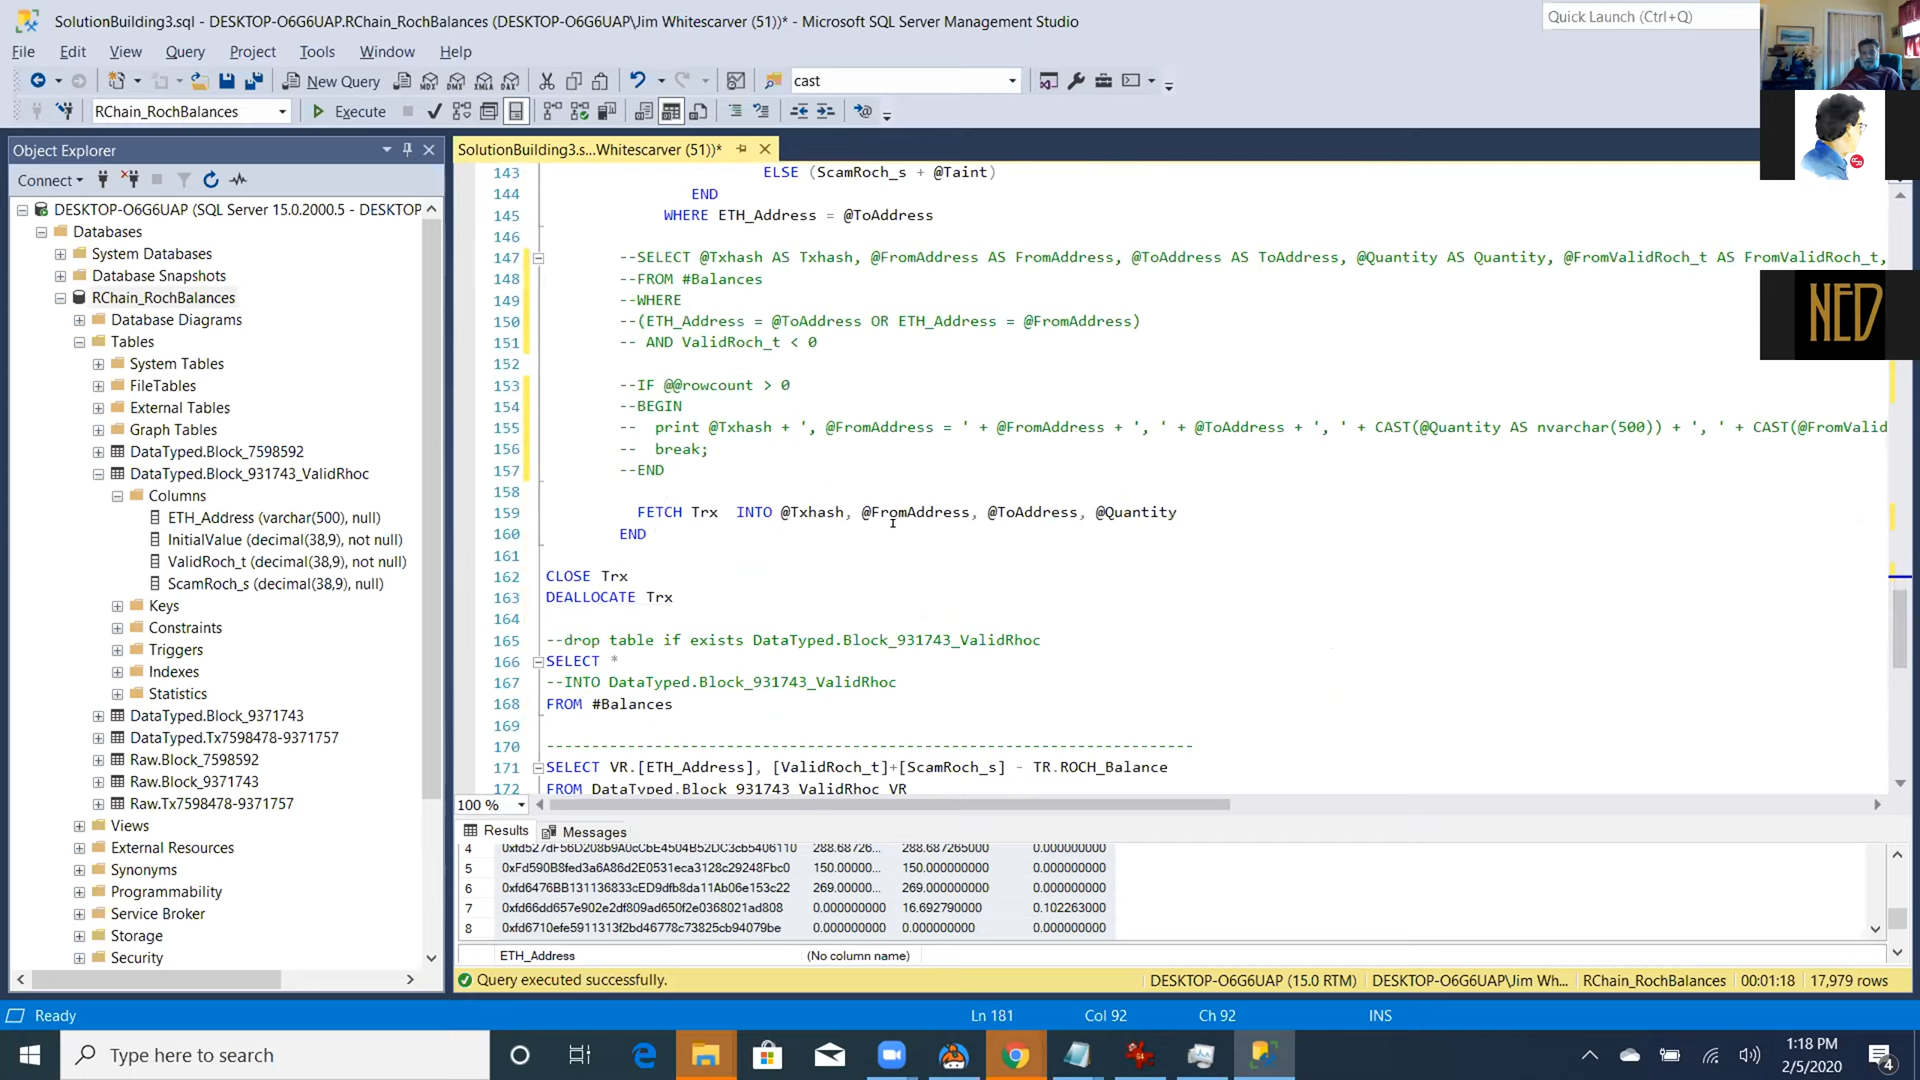 SolutionBuilding3.sql - DESKTOP-O6G6UAP.RChain_RochBalances (DESKTOP-O6G6UAP\Jim Whitescarver (51))* - Microsoft SQL Server Management Studio
Quick Launch (Ctrl+Q)
File Edit View Query Project Tools Window Help
New Query
cast
RChain_RochBalances
Execute
Object Explorer
SolutionBuilding3.s...Whitescarver (51))*
Connect
DESKTOP-O6G6UAP (SQL Server 15.0.2000.5 - DESKTOP
Databases
System Databases
Database Snapshots
RChain_RochBalances
Database Diagrams
Tables
System Tables
FileTables
External Tables
Graph Tables
DataTyped.Block_7598592
DataTyped.Block_931743_ValidRhoc
Columns
ETH_Address (varchar(500), null)
InitialValue (decimal(38,9), not null)
ValidRoch_t (decimal(38,9), not null)
ScamRoch_s (decimal(38,9), null)
Keys
Constraints
Triggers
Indexes
Statistics
DataTyped.Block_9371743
DataTyped.Tx7598478-9371757
Raw.Block_7598592
Raw.Block_9371743
Raw.Tx7598478-9371757
Views
External Resources
Synonyms
Programmability
Service Broker
Storage
Security
143 ELSE (ScamRoch_s + @Taint)
144 END
145 WHERE ETH_Address = @ToAddress
146
147 --SELECT @Txhash AS Txhash, @FromAddress AS FromAddress, @ToAddress AS ToAddress, @Quantity AS Quantity, @FromValidRoch_t AS FromValidRoch_t,
148 --FROM #Balances
149 --WHERE
150 --(ETH_Address = @ToAddress OR ETH_Address = @FromAddress)
151 -- AND ValidRoch_t < 0
152
153 --IF @@rowcount > 0
154 --BEGIN
155 -- print @Txhash + ', @FromAddress = ' + @FromAddress + ', ' + @ToAddress + ', ' + CAST(@Quantity AS nvarchar(500)) + ', ' + CAST(@FromValid
156 -- break;
157 --END
158
159 FETCH Trx INTO @Txhash, @FromAddress, @ToAddress, @Quantity
160 END
161
162 CLOSE Trx
163 DEALLOCATE Trx
164
165 --drop table if exists DataTyped.Block_931743_ValidRhoc
166 SELECT *
167 --INTO DataTyped.Block_931743_ValidRhoc
168 FROM #Balances
169
170 ------------------------------------------------------------------------
171 SELECT VR.[ETH_Address], [ValidRoch_t]+[ScamRoch_s] - TR.ROCH_Balance
172 FROM DataTyped.Block_931743_ValidRhoc VR
NED
100 %
Results Messages
4 0xfd527dF56D208b9A0cCbE4504B52DC3cb5406110 288.68726... 288.687265000 0.000000000
5 0xFd590B8fed3a6A86d2E0531eca3128c29248Fbc0 150.00000... 150.000000000 0.000000000
6 0xfd6476BB131136833cED9dfb8da11Ab06e153c22 269.00000... 269.000000000 0.000000000
7 0xfd66dd657e902e2df809ad650f2e0368021ad808 0.000000000 16.692790000 0.102263000
8 0xfd6710efe5911313f2bd46778c73825cb94079be 0.000000000 0.000000000 0.000000000
ETH_Address (No column name)
Query executed successfully. DESKTOP-O6G6UAP (15.0 RTM) DESKTOP-O6G6UAP\Jim Wh... RChain_RochBalances 00:01:18 17,979 rows
Ready Ln 181 Col 92 Ch 92 INS
Type here to search
1:18 PM
2/5/2020
4